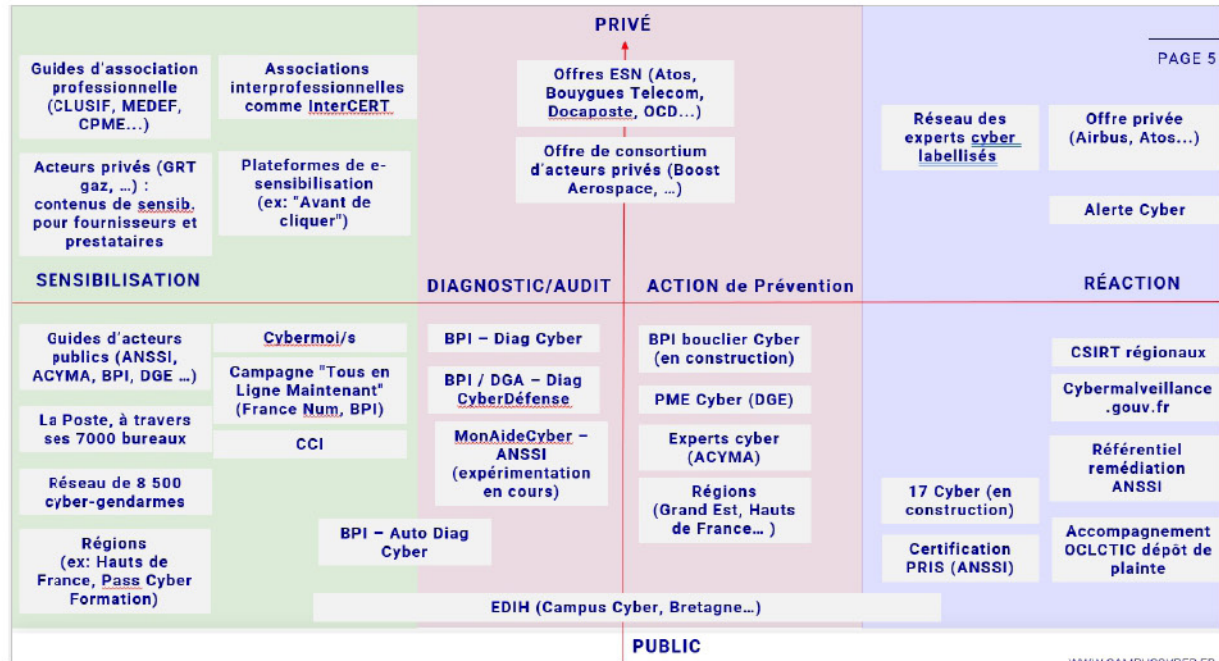 PRIVÉ
PAGE 5
Guides d'association
professionnelle
(CLUSIF, MEDEF,
CPME...)
Associations
interprofessionnelles
comme InterCERT
Offres ESN (Atos,
Bouygues Telecom,
Docaposte, OCD...)
Réseau des
experts cyber
labellisés
Offre privée
(Airbus, Atos...)
Acteurs privés (GRT
gaz, ...) :
contenus de sensib.
pour fournisseurs et
prestataires
Plateformes de e-
sensibilisation
(ex: "Avant de
cliquer")
Offre de consortium
d'acteurs privés (Boost
Aerospace, ...)
Alerte Cyber
SENSIBILISATION
DIAGNOSTIC/AUDIT
ACTION de Prévention
RÉACTION
Guides d'acteurs
publics (ANSSI,
ACYMA, BPI, DGE ...)
La Poste, à travers
ses 7000 bureaux
Réseau de 8 500
cyber-gendarmes
Régions
(ex: Hauts de
France, Pass Cyber
Formation)
Cybermoi/s
Campagne "Tous en
Ligne Maintenant"
(France Num, BPI)
CCI
BPI – Auto Diag
Cyber
BPI – Diag Cyber
BPI / DGA – Diag
CyberDéfense
MonAideCyber –
ANSSI
(expérimentation
en cours)
BPI bouclier Cyber
(en construction)
PME Cyber (DGE)
Experts cyber
(ACYMA)
Régions
(Grand Est, Hauts
de France... )
17 Cyber (en
construction)
Certification
PRIS (ANSSI)
CSIRT régionaux
Cybermalveillance
.gouv.fr
Référentiel
remédiation
ANSSI
Accompagnement
OCLCTIC dépôt de
plainte
EDIH (Campus Cyber, Bretagne...)
PUBLIC